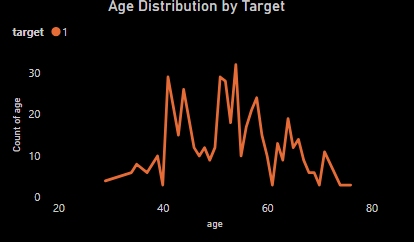 Age Distribution by Target
target 1
Count of age
30
20
10
0
20 40 60 80
age